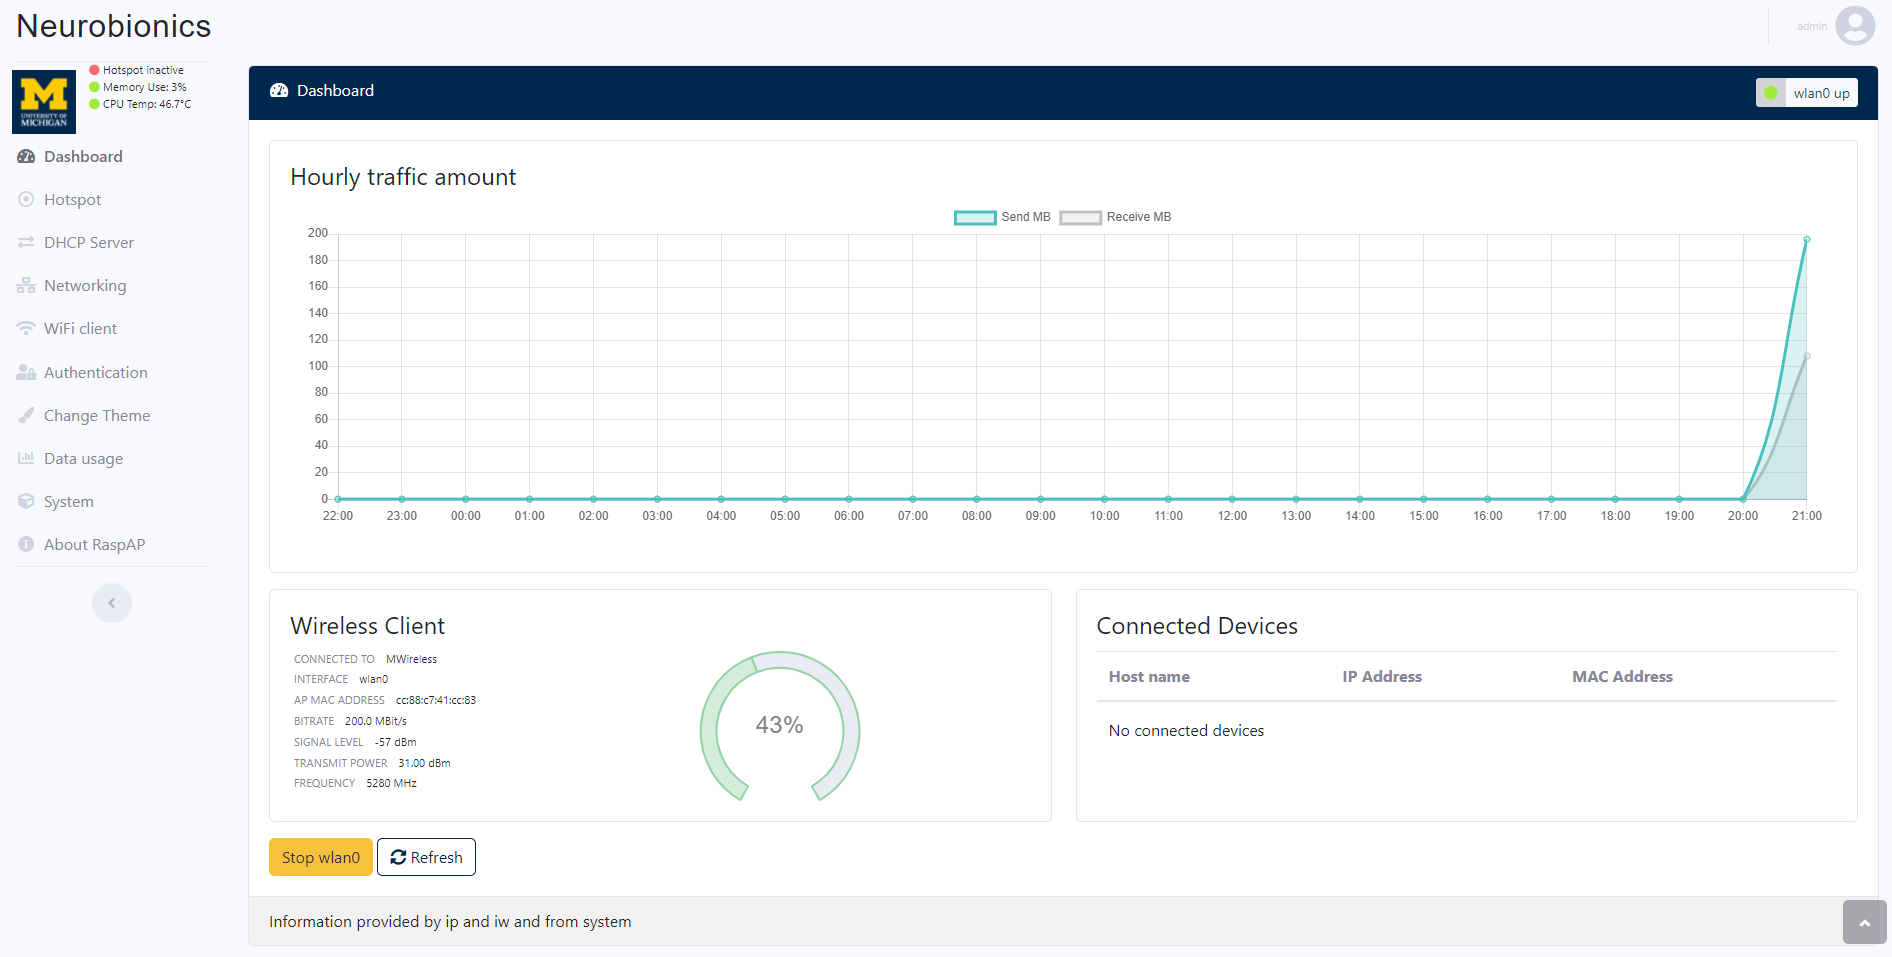 Neurobionics
admin
M
UNIVERSITY OF
MICHIGAN
Hotspot inactive
Memory Use: 3%
CPU Temp: 46.7°C
Dashboard
Hotspot
DHCP Server
Networking
WiFi client
Authentication
Change Theme
Data usage
System
About RaspAP
Dashboard
wlan0 up
Hourly traffic amount
Send MB Receive MB
200
180
160
140
120
100
80
60
40
20
0
22:00 23:00 00:00 01:00 02:00 03:00 04:00 05:00 06:00 07:00 08:00 09:00 10:00 11:00 12:00 13:00 14:00 15:00 16:00 17:00 18:00 19:00 20:00 21:00
Wireless Client
CONNECTED TO MWireless
INTERFACE wlan0
AP MAC ADDRESS cc:88:c7:41:cc:83
BITRATE 200.0 MBit/s
SIGNAL LEVEL -57 dBm
TRANSMIT POWER 31.00 dBm
FREQUENCY 5280 MHz
43%
Connected Devices
Host name IP Address MAC Address
No connected devices
Stop wlan0 Refresh
Information provided by ip and iw and from system